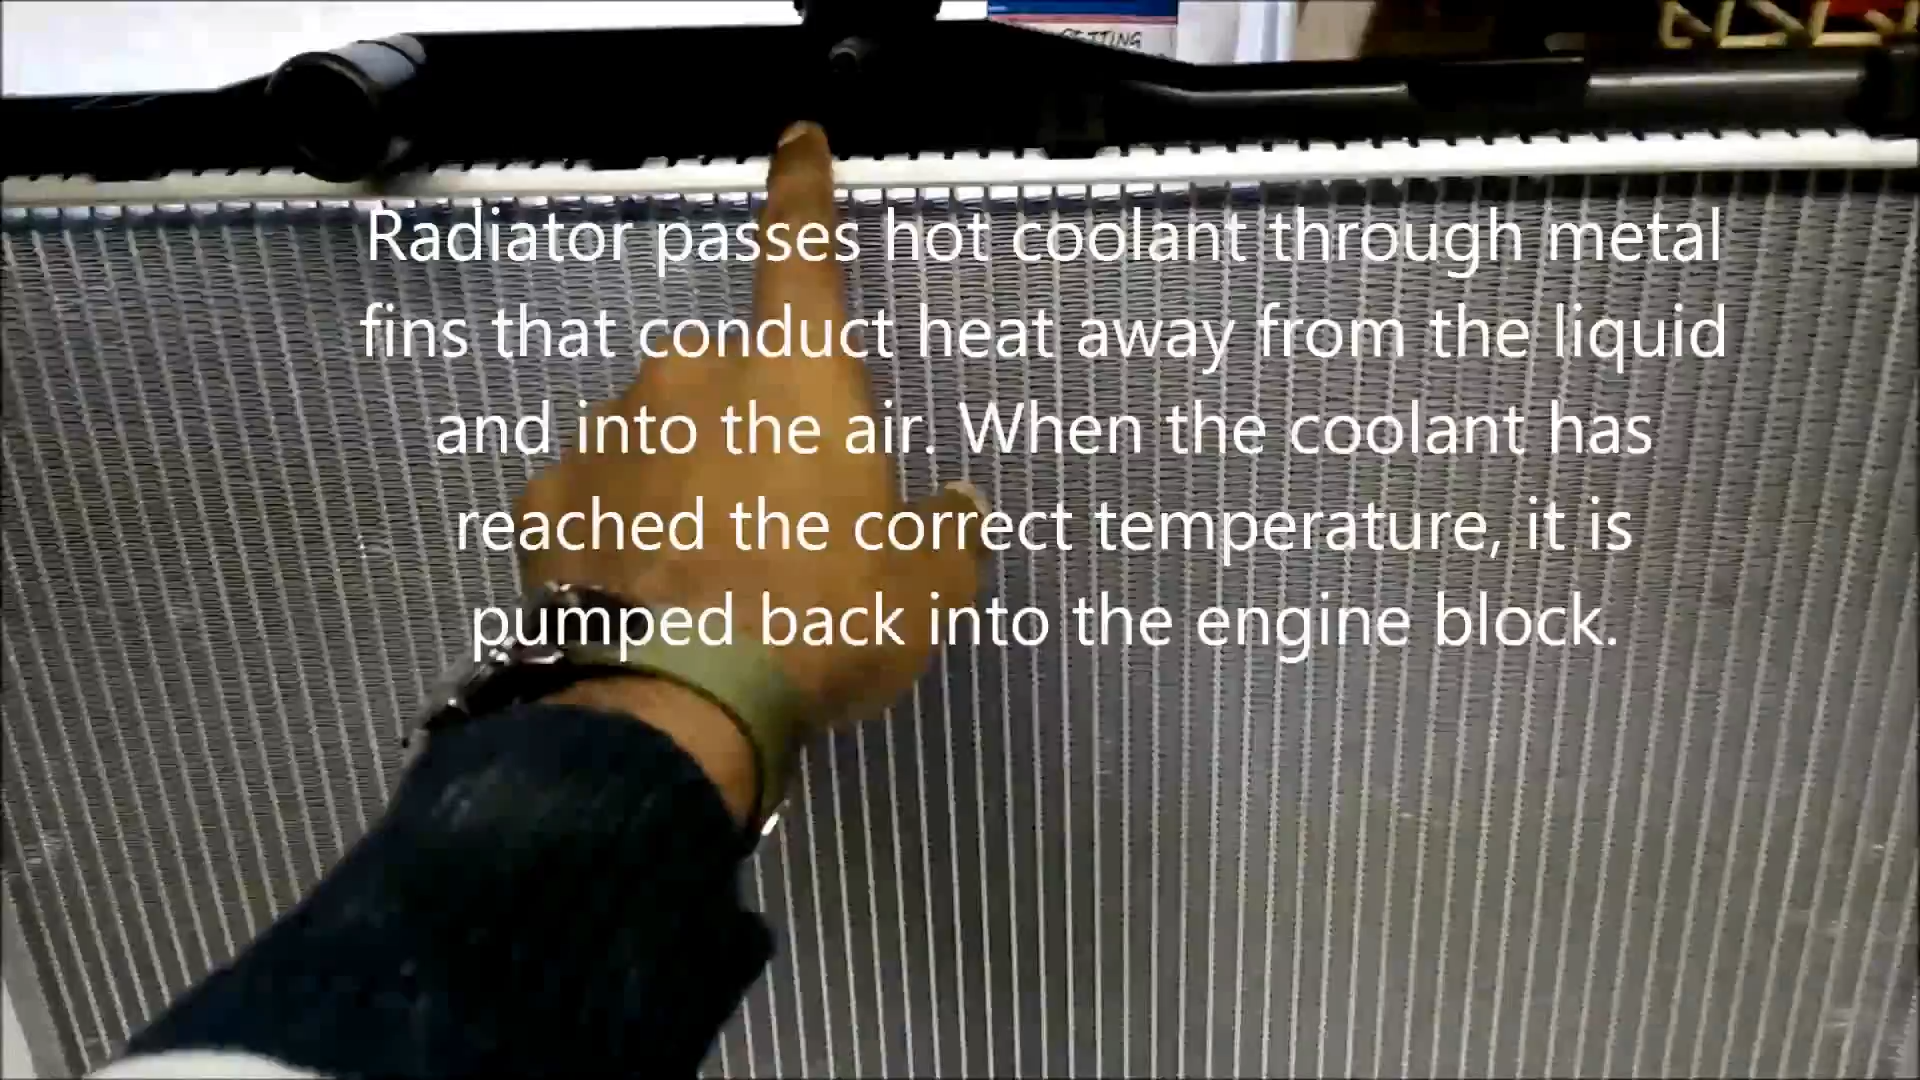 Radiator passes hot coolant through metal
fins that conduct heat away from the liquid
and into the air. When the coolant has
reached the correct temperature, it is
pumped back into the engine block.